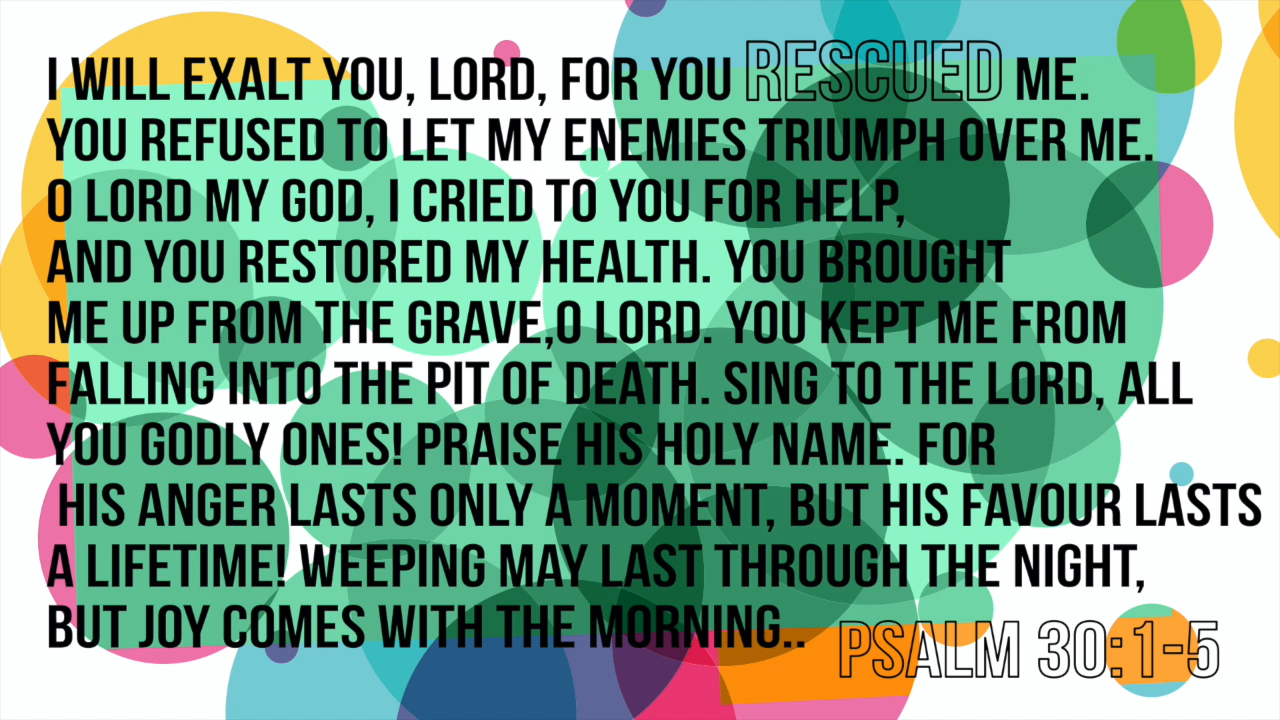 I WILL EXALT YOU, LORD, FOR YOU RESCUED ME.
YOU REFUSED TO LET MY ENEMIES TRIUMPH OVER ME.
O LORD MY GOD, I CRIED TO YOU FOR HELP,
AND YOU RESTORED MY HEALTH. YOU BROUGHT
ME UP FROM THE GRAVE,O LORD. YOU KEPT ME FROM
FALLING INTO THE PIT OF DEATH. SING TO THE LORD, ALL
YOU GODLY ONES! PRAISE HIS HOLY NAME. FOR
HIS ANGER LASTS ONLY A MOMENT, BUT HIS FAVOUR LASTS
A LIFETIME! WEEPING MAY LAST THROUGH THE NIGHT,
BUT JOY COMES WITH THE MORNING..
PSALM 30:1-5